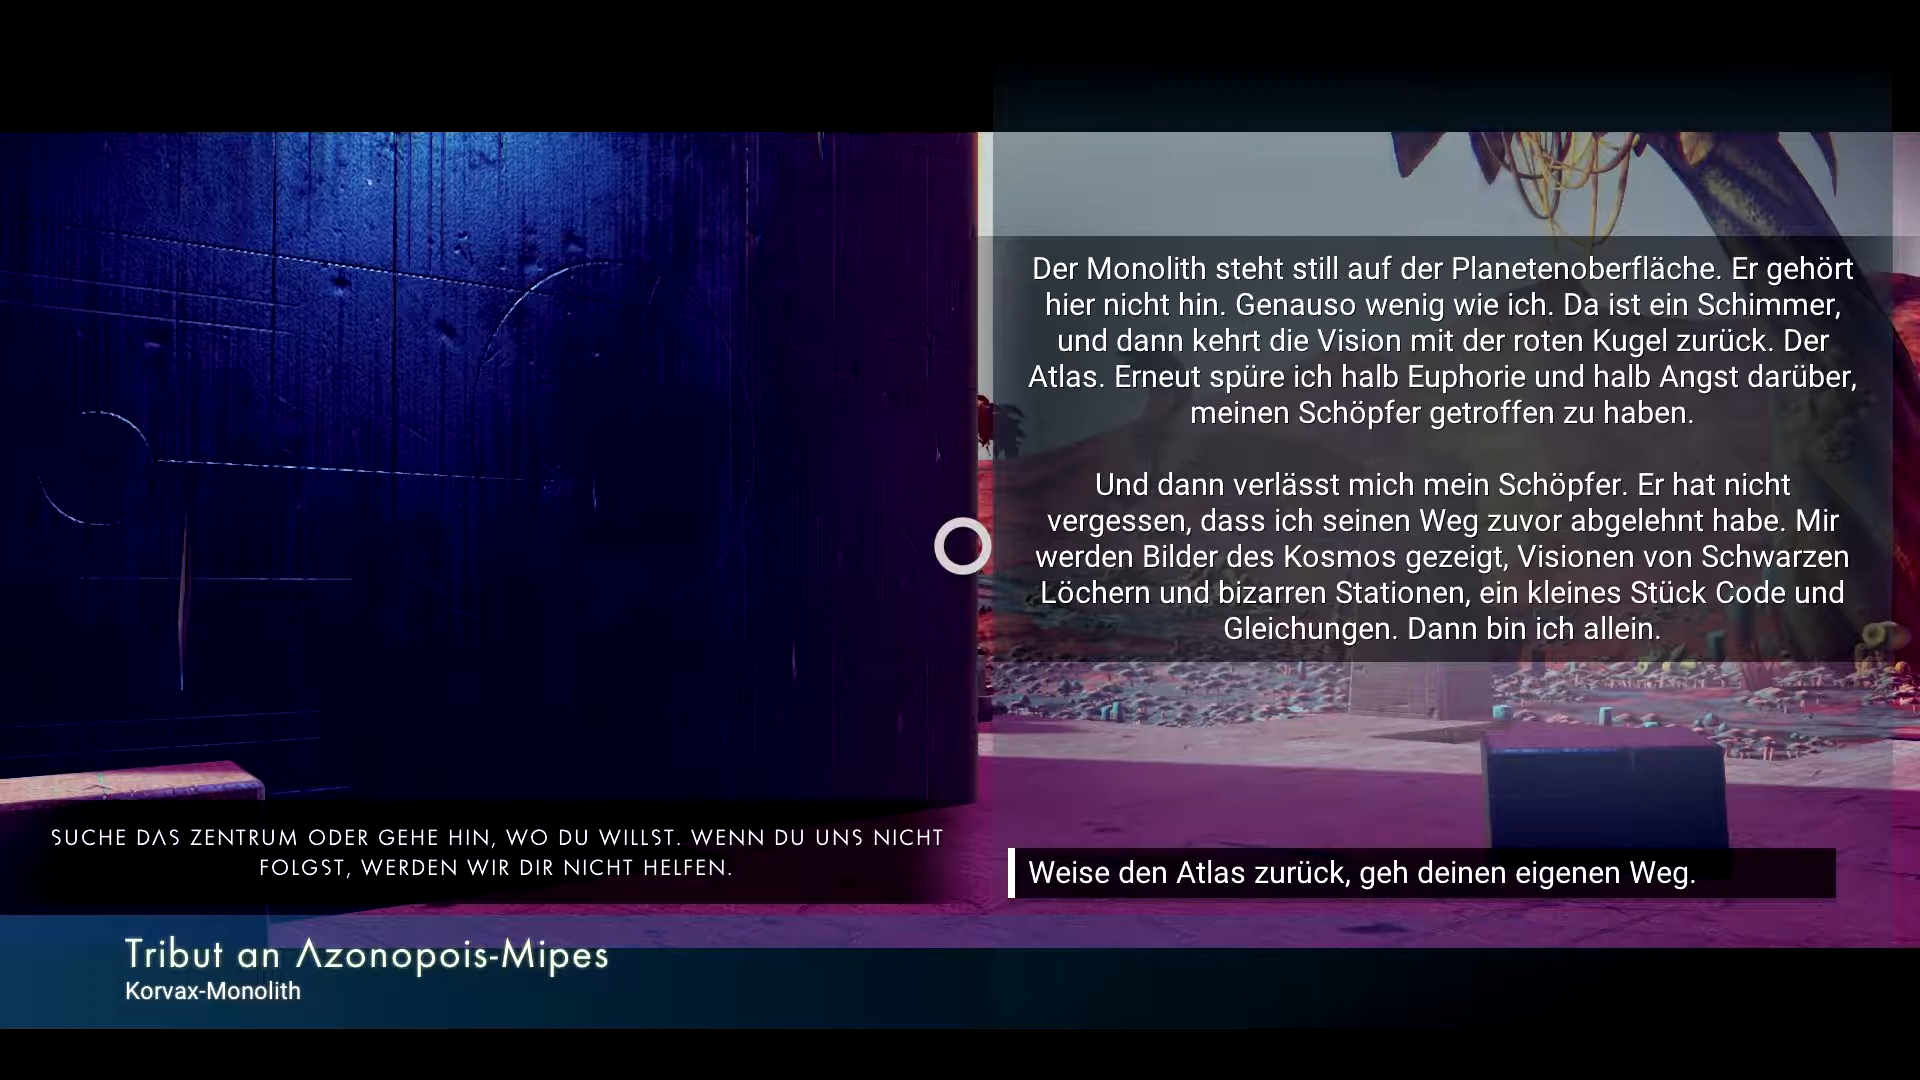 Der Monolith steht still auf der Planetenoberfläche. Er gehört
hier nicht hin. Genauso wenig wie ich. Da ist ein Schimmer,
und dann kehrt die Vision mit der roten Kugel zurück. Der
Atlas. Erneut spüre ich halb Euphorie und halb Angst darüber,
meinen Schöpfer getroffen zu haben.
Und dann verlässt mich mein Schöpfer. Er hat nicht
vergessen, dass ich seinen Weg zuvor abgelehnt habe. Mir
werden Bilder des Kosmos gezeigt, Visionen von Schwarzen
Löchern und bizarren Stationen, ein kleines Stück Code und
Gleichungen. Dann bin ich allein.
SUCHE DAS ZENTRUM ODER GEHE HIN, WO DU WILLST. WENN DU UNS NICHT
FOLGST, WERDEN WIR DIR NICHT HELFEN.
Weise den Atlas zurück, geh deinen eigenen Weg.
Tribut an Azonopois-Mipes
Korvax-Monolith